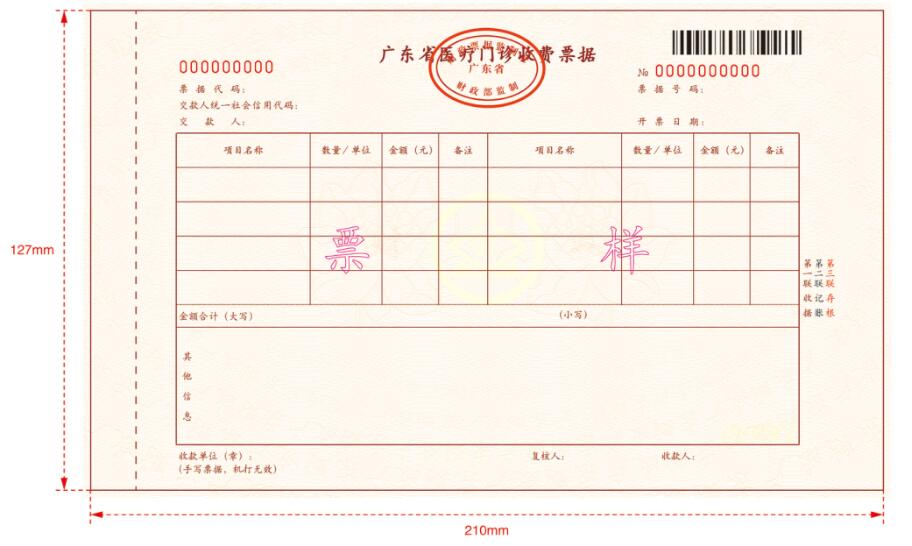 广东省医疗门诊收费票据
财政票据监制
广东省
财政部监制
000000000
№ 0000000000
票据代码：
票据号码：
交款人统一社会信用代码：
交款人：
开票日期：
项目名称 数量／单位 金额（元） 备注 项目名称 数量／单位 金额（元） 备注
票 样
金额合计（大写） （小写）
其他信息
第一联 收据
第二联 记账
第三联 存根
收款单位（章）： 复核人： 收款人：
（手写票据，机打无效）
127mm
210mm